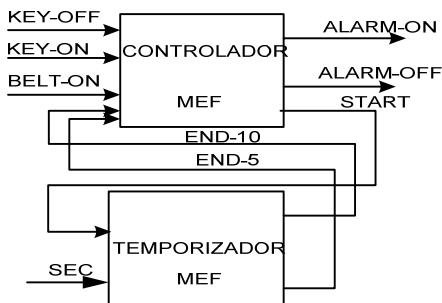 KEY-OFF
KEY-ON
BELT-ON
CONTROLADOR
MEF
ALARM-ON
ALARM-OFF
START
END-10
END-5
TEMPORIZADOR
MEF
SEC